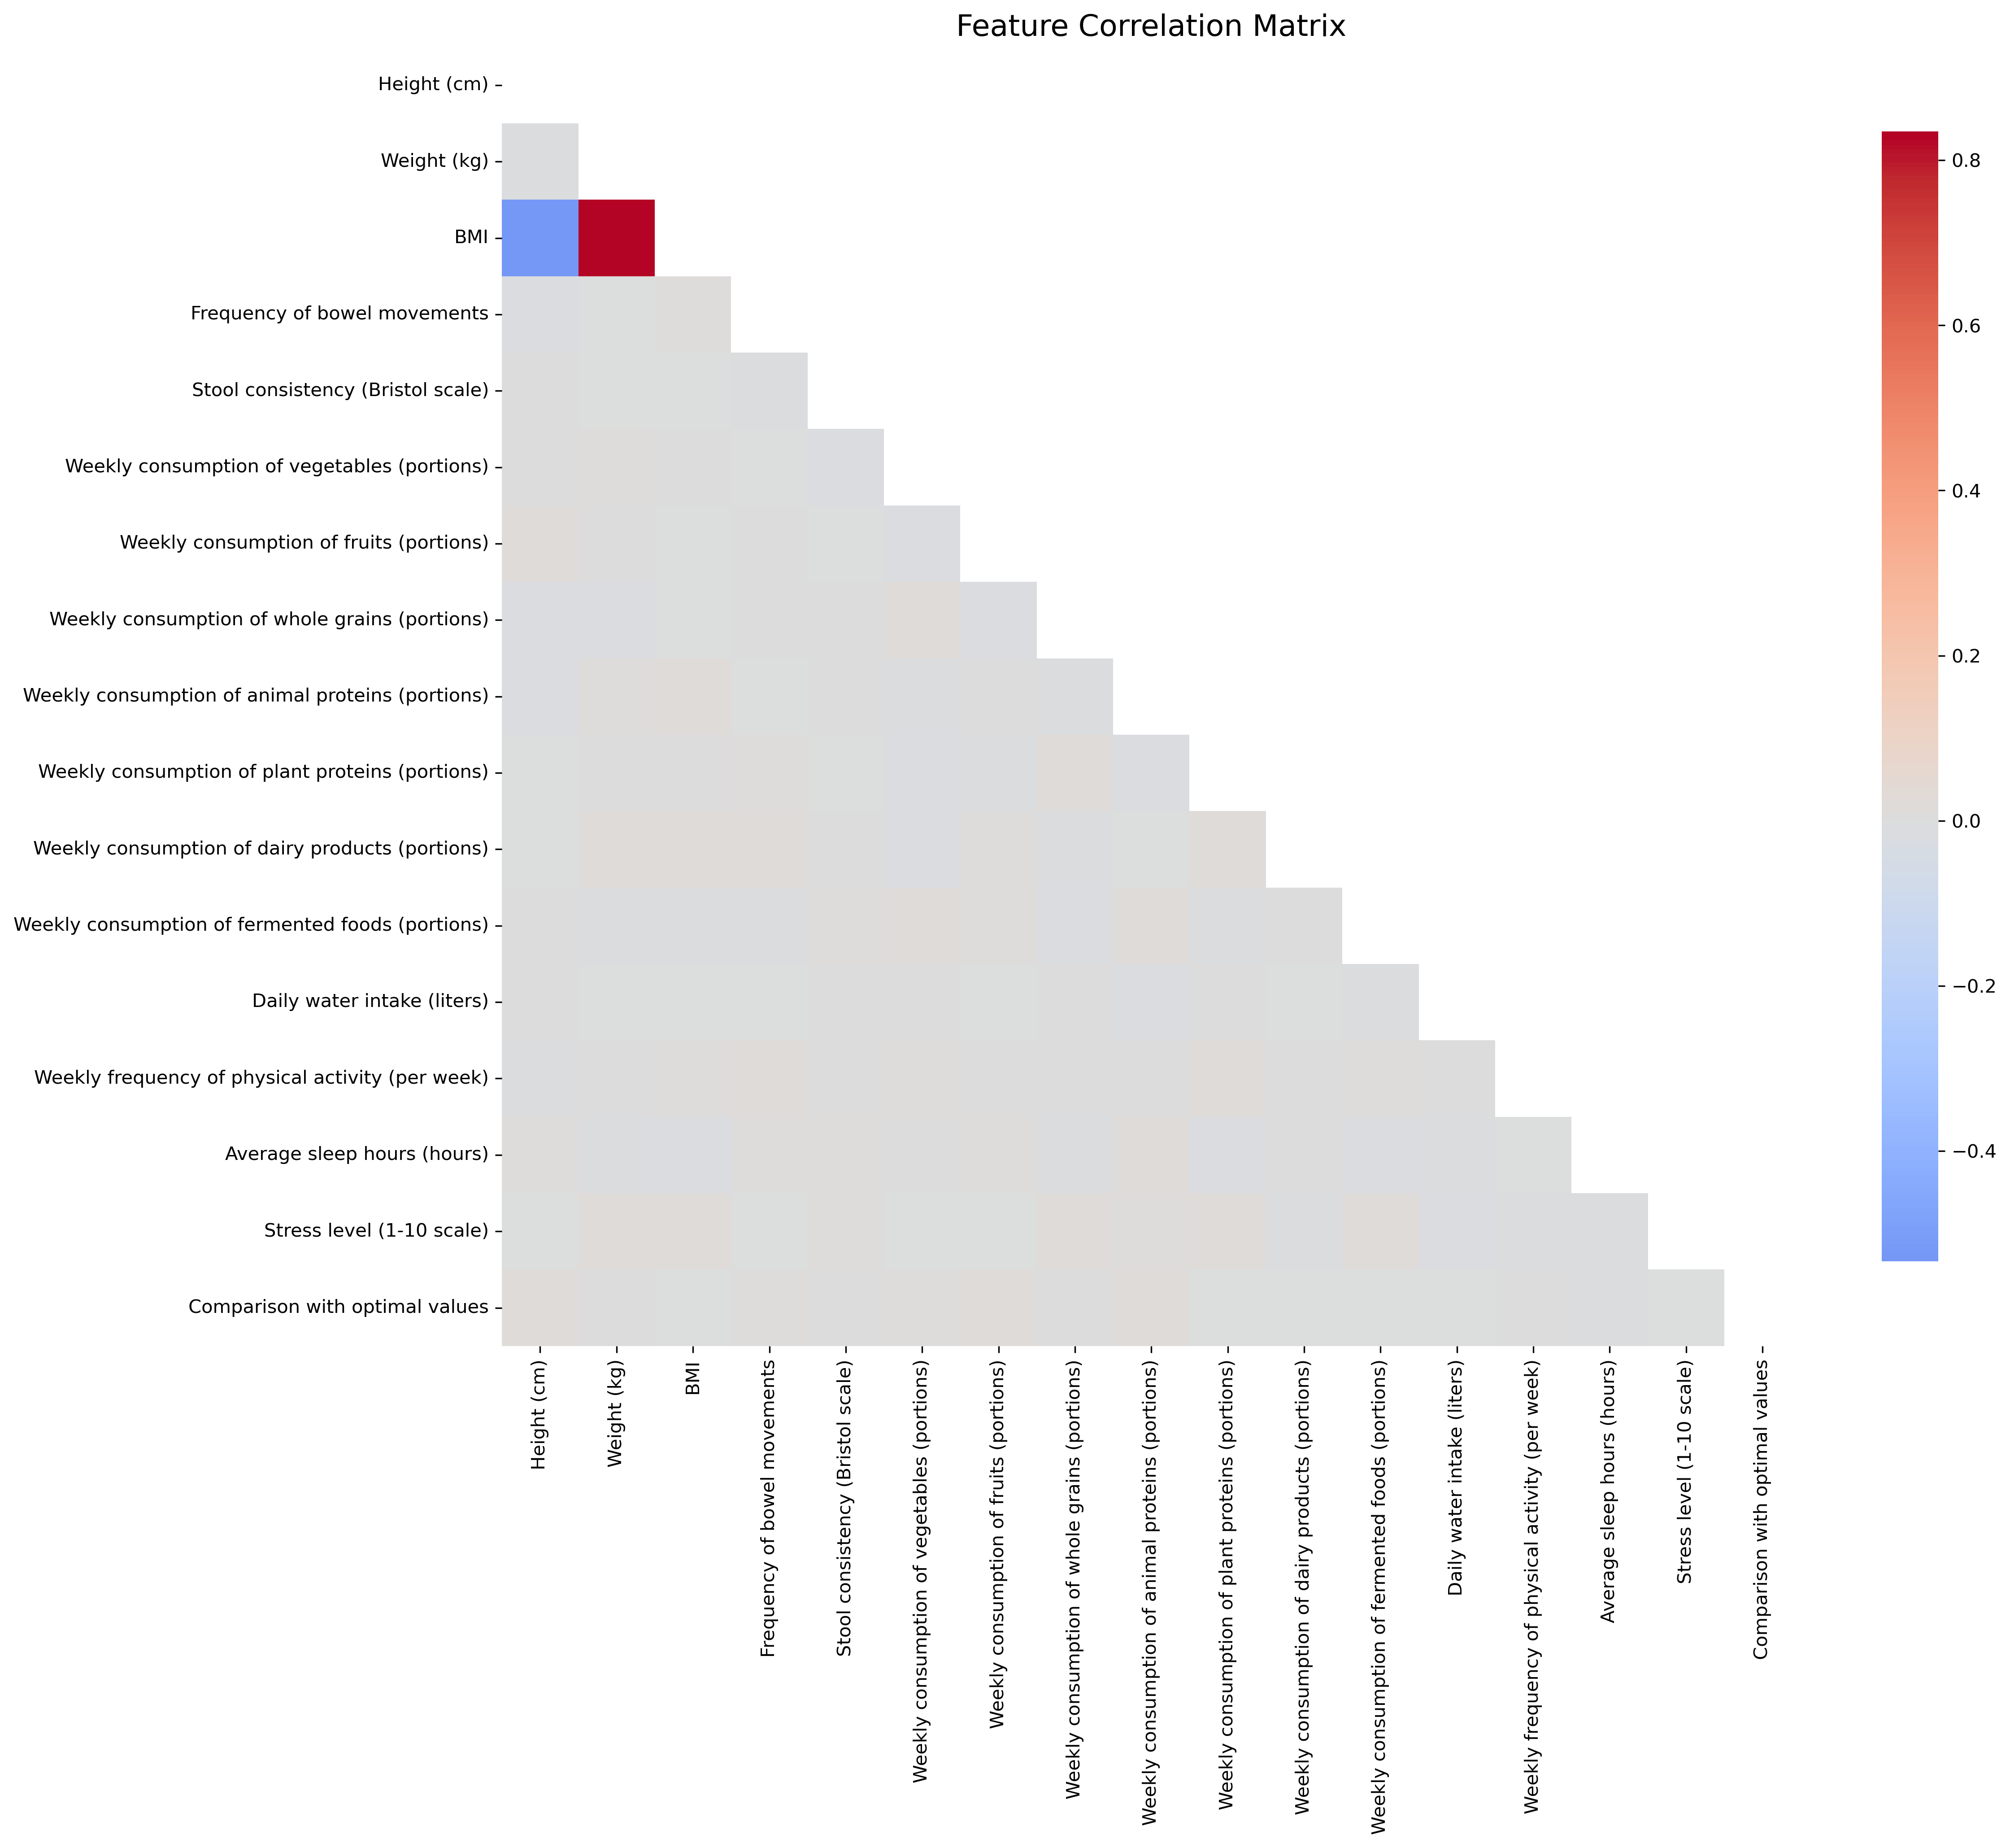 Feature Correlation Matrix
Height (cm)
Weight (kg)
BMI
Frequency of bowel movements
Stool consistency (Bristol scale)
Weekly consumption of vegetables (portions)
Weekly consumption of fruits (portions)
Weekly consumption of whole grains (portions)
Weekly consumption of animal proteins (portions)
Weekly consumption of plant proteins (portions)
Weekly consumption of dairy products (portions)
Weekly consumption of fermented foods (portions)
Daily water intake (liters)
Weekly frequency of physical activity (per week)
Average sleep hours (hours)
Stress level (1-10 scale)
Comparison with optimal values
Height (cm)
Weight (kg)
BMI
Frequency of bowel movements
Stool consistency (Bristol scale)
Weekly consumption of vegetables (portions)
Weekly consumption of fruits (portions)
Weekly consumption of whole grains (portions)
Weekly consumption of animal proteins (portions)
Weekly consumption of plant proteins (portions)
Weekly consumption of dairy products (portions)
Weekly consumption of fermented foods (portions)
Daily water intake (liters)
Weekly frequency of physical activity (per week)
Average sleep hours (hours)
Stress level (1-10 scale)
Comparison with optimal values
0.8
0.6
0.4
0.2
0.0
−0.2
−0.4